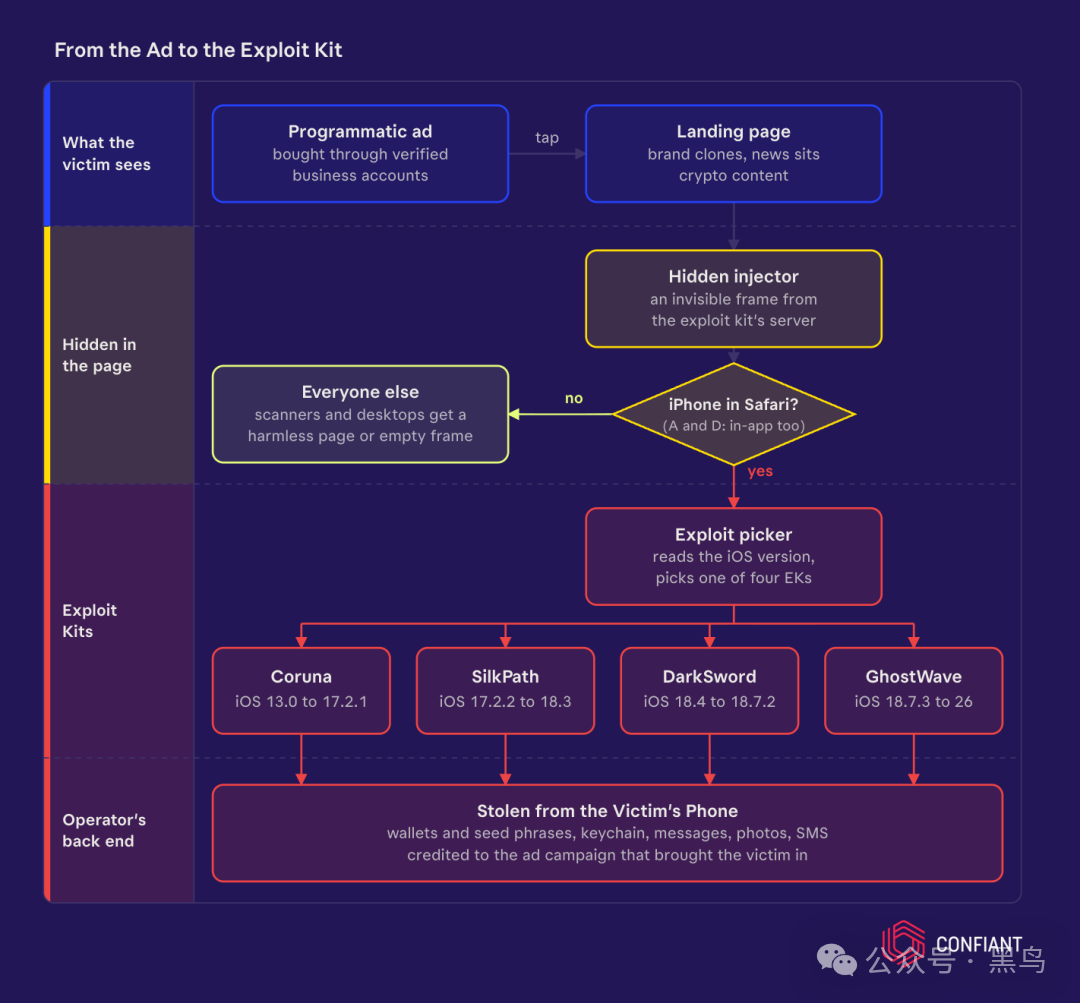 From the Ad to the Exploit Kit
What the
victim sees
Programmatic ad
bought through verified
business accounts
tap
Landing page
brand clones, news sits
crypto content
Hidden in
the page
Hidden injector
an invisible frame from
the exploit kit's server
Everyone else
scanners and desktops get a
harmless page or empty frame
no
iPhone in Safari?
(A and D: in-app too)
yes
Exploit
Kits
Exploit picker
reads the iOS version,
picks one of four EKs
Coruna
iOS 13.0 to 17.2.1
SilkPath
iOS 17.2.2 to 18.3
DarkSword
iOS 18.4 to 18.7.2
GhostWave
iOS 18.7.3 to 26
Operator's
back end
Stolen from the Victim's Phone
wallets and seed phrases, keychain, messages, photos, SMS
credited to the ad campaign that brought the victim in
CONFIANT
公众号 · 黑鸟